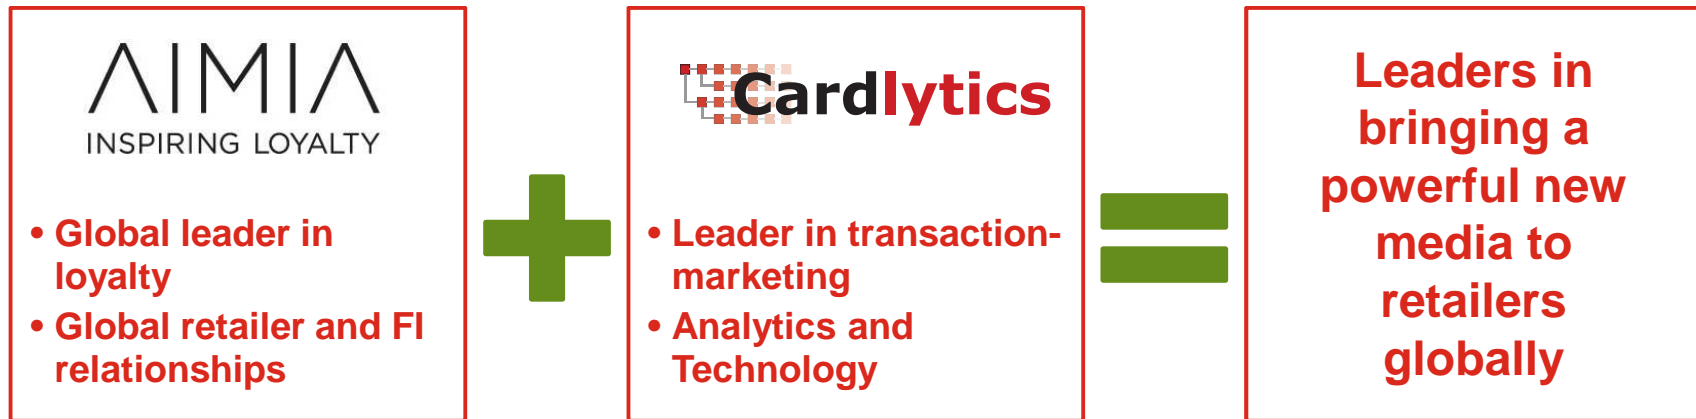 AIMIA
INSPIRING LOYALTY
• Global leader in
loyalty
• Global retailer and FI
relationships
Cardlytics
• Leader in transaction-
marketing
• Analytics and
Technology
Leaders in
bringing a
powerful new
media to
retailers
globally